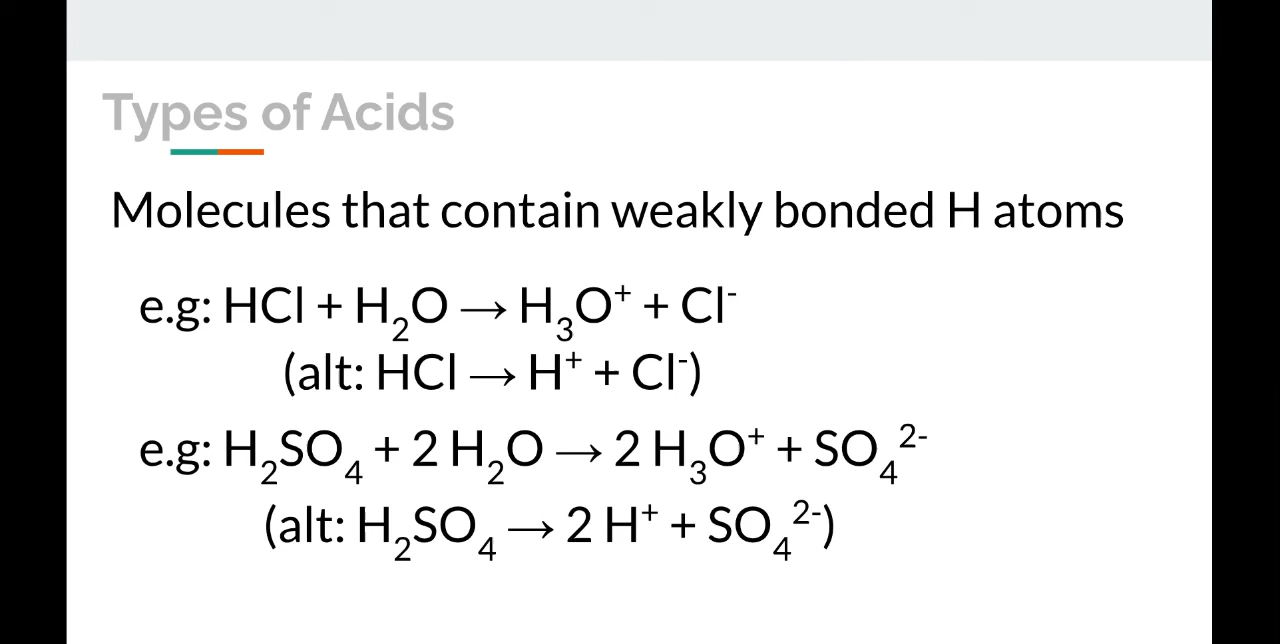 Types of Acids
Molecules that contain weakly bonded H atoms
e.g: HCl + H₂O → H₃O⁺ + Cl⁻
(alt: HCl → H⁺ + Cl⁻)
e.g: H₂SO₄ + 2 H₂O → 2 H₃O⁺ + SO₄²⁻
(alt: H₂SO₄ → 2 H⁺ + SO₄²⁻)